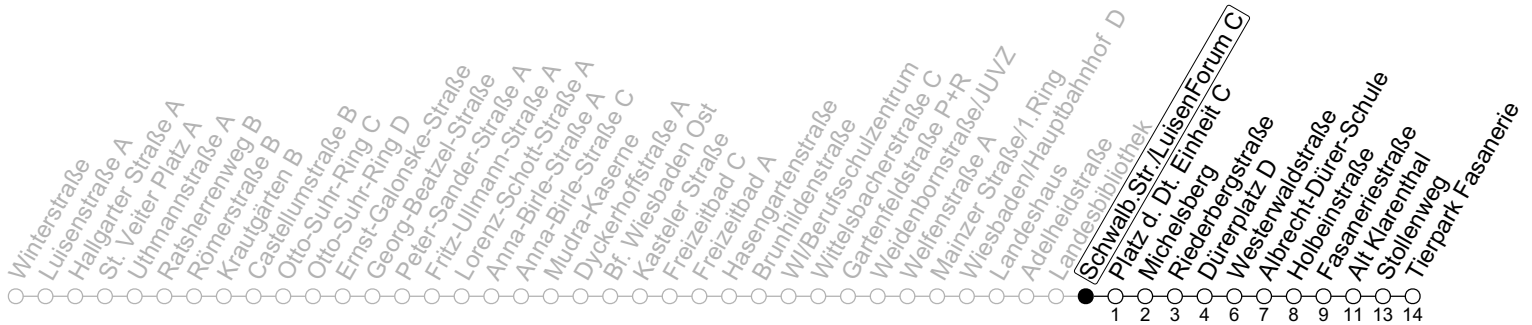 Winterstraße
Luisenstraße A
Hallgarter Straße A
St. Veiter Platz A
Uthmannstraße A
Ratsherrenweg B
Römerstraße B
Krautgärten B
Castellumstraße B
Otto-Suhr-Ring C
Otto-Suhr-Ring D
Ernst-Galonske-Straße
Georg-Beatzel-Straße
Peter-Sander-Straße A
Fritz-Ullmann-Straße A
Lorenz-Schott-Straße A
Anna-Birle-Straße A
Anna-Birle-Straße C
Mudra-Kaserne
Dyckerhoffstraße A
Bf. Wiesbaden Ost
Kasteler Straße
Freizeitbad C
Freizeitbad A
Hasengartenstraße
Brunhildenstraße
WI/Berufsschulzentrum
Wittelsbacherstraße C
Gartenfeldstraße P+R
Weidenbornstraße/JUVZ
Welfenstraße A
Mainzer Straße/1.Ring
Wiesbaden/Hauptbahnhof D
Landeshaus
Adelheidstraße
Landesbibliothek
Schwalb.Str./LuisenForum C
Platz d. Dt. Einheit C
Michelsberg
Riederbergstraße
Dürerplatz D
Westerwaldstraße
Albrecht-Dürer-Schule
Holbeinstraße
Fasaneriestraße
Alt Klarenthal
Stollenweg
Tierpark Fasanerie
1 2 3 4 6 7 8 9 11 13 14